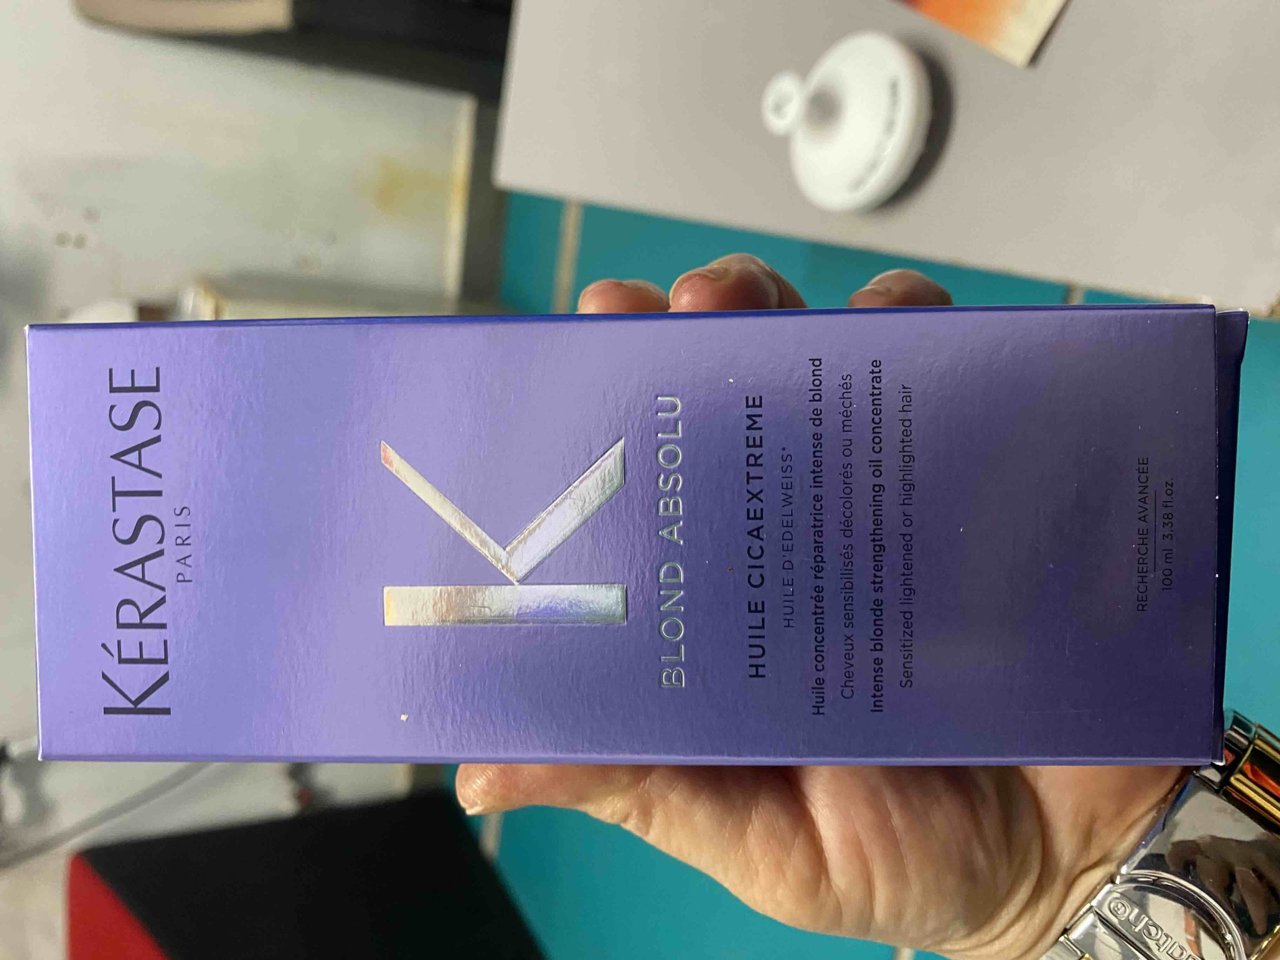 KÉRASTASE
PARIS
K
BLOND ABSOLU
HUILE CICAEXTREME
HUILE D'EDELWEISS*
Huile concentrée réparatrice intense de blond
Cheveux sensibilisés décolorés ou méchés
Intense blonde strengthening oil concentrate
Sensitized lightened or highlighted hair
RECHERCHE AVANCÉE
100 ml 3,38 fl.oz.